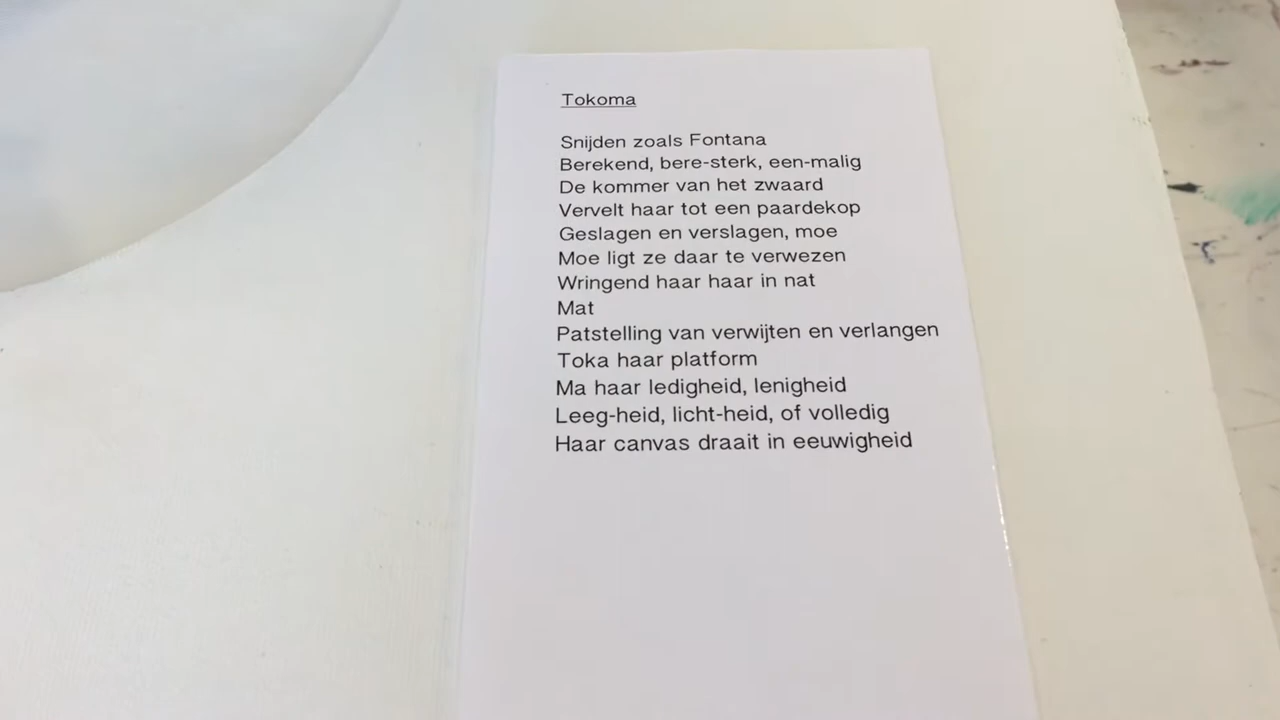 Tokoma
Snijden zoals Fontana
Berekend, bere-sterk, een-malig
De kommer van het zwaard
Vervelt haar tot een paardekop
Geslagen en verslagen, moe
Moe ligt ze daar te verwezen
Wringend haar haar in nat
Mat
Patstelling van verwijten en verlangen
Toka haar platform
Ma haar ledigheid, lenigheid
Leeg-heid, licht-heid, of volledig
Haar canvas draait in eeuwigheid